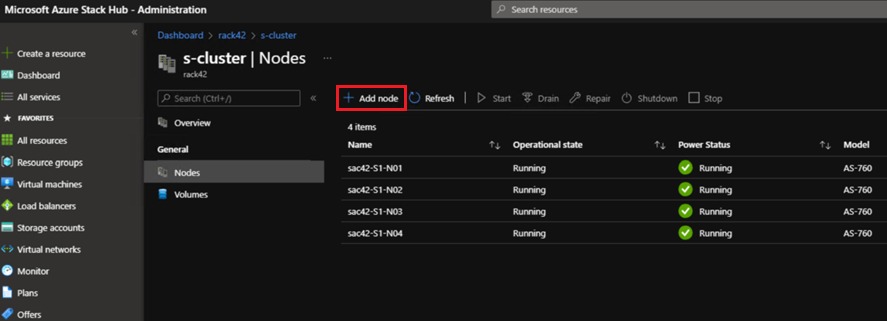 Microsoft Azure Stack Hub - Administration
Search resources
Create a resource
Dashboard
All services
FAVORITES
All resources
Resource groups
Virtual machines
Load balancers
Storage accounts
Virtual networks
Monitor
Plans
Offers
Dashboard > rack42 > s-cluster
s-cluster | Nodes ...
rack42
Search (Ctrl+/)
Overview
General
Nodes
Volumes
Add node Refresh Start Drain Repair Shutdown Stop
4 items
Name Operational state Power Status Model
sac42-S1-N01 Running Running AS-760
sac42-S1-N02 Running Running AS-760
sac42-S1-N03 Running Running AS-760
sac42-S1-N04 Running Running AS-760